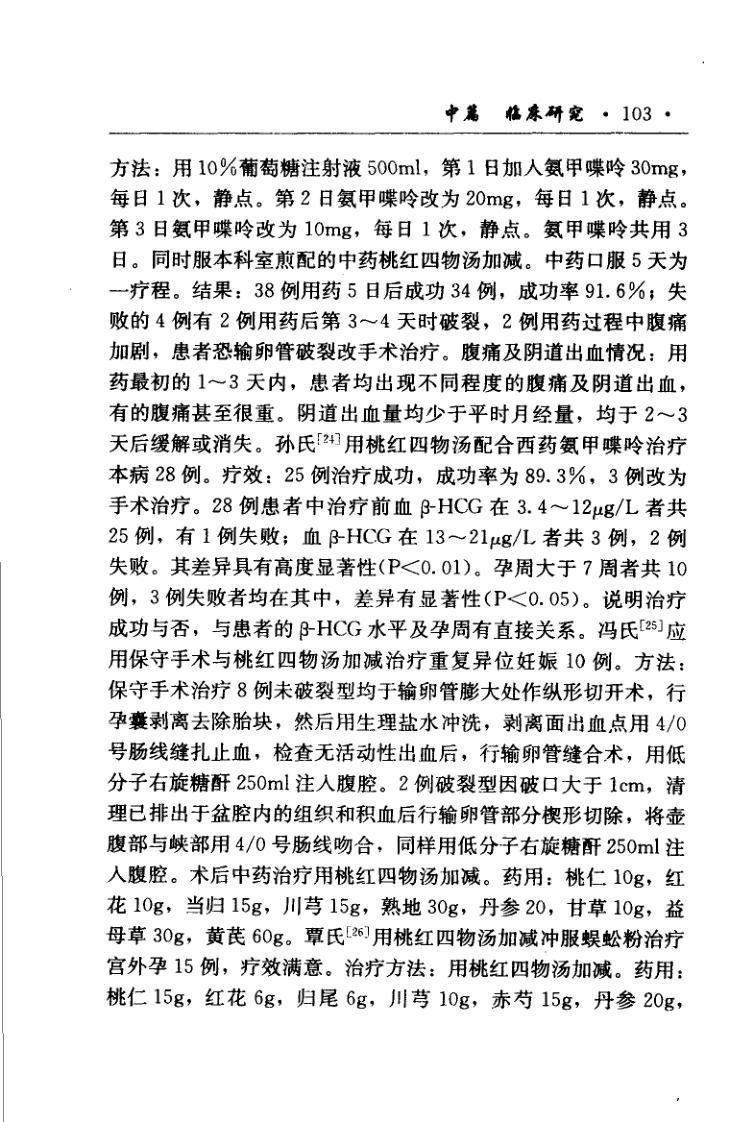 中篇　临床研究 · 103 ·
方法：用10%葡萄糖注射液500ml，第1日加入氨甲喋呤30mg，
每日1次，静点。第2日氨甲喋呤改为20mg，每日1次，静点。
第3日氨甲喋呤改为10mg，每日1次，静点。氨甲喋呤共用3
日。同时服本科室煎配的中药桃红四物汤加减。中药口服5天为
一疗程。结果：38例用药5日后成功34例，成功率91.6%；失
败的4例有2例用药后第3～4天时破裂，2例用药过程中腹痛
加剧，患者恐输卵管破裂改手术治疗。腹痛及阴道出血情况：用
药最初的1～3天内，患者均出现不同程度的腹痛及阴道出血，
有的腹痛甚至很重。阴道出血量均少于平时月经量，均于2～3
天后缓解或消失。孙氏[24]用桃红四物汤配合西药氨甲喋呤治疗
本病28例。疗效：25例治疗成功，成功率为89.3%，3例改为
手术治疗。28例患者中治疗前血β-HCG在3.4～12μg/L者共
25例，有1例失败；血β-HCG在13～21μg/L者共3例，2例
失败。其差异具有高度显著性(P<0.01)。孕周大于7周者共10
例，3例失败者均在其中，差异有显著性(P<0.05)。说明治疗
成功与否，与患者的β-HCG水平及孕周有直接关系。冯氏[25]应
用保守手术与桃红四物汤加减治疗重复异位妊娠10例。方法：
保守手术治疗8例未破裂型均于输卵管膨大处作纵形切开术，行
孕囊剥离去除胎块，然后用生理盐水冲洗，剥离面出血点用4/0
号肠线缝扎止血，检查无活动性出血后，行输卵管缝合术，用低
分子右旋糖酐250ml注入腹腔。2例破裂型因破口大于1cm，清
理已排出于盆腔内的组织和积血后行输卵管部分楔形切除，将壶
腹部与峡部用4/0号肠线吻合，同样用低分子右旋糖酐250ml注
入腹腔。术后中药治疗用桃红四物汤加减。药用：桃仁10g，红
花10g，当归15g，川芎15g，熟地30g，丹参20，甘草10g，益
母草30g，黄芪60g。覃氏[26]用桃红四物汤加减冲服蜈蚣粉治疗
宫外孕15例，疗效满意。治疗方法：用桃红四物汤加减。药用：
桃仁15g，红花6g，归尾6g，川芎10g，赤芍15g，丹参20g，